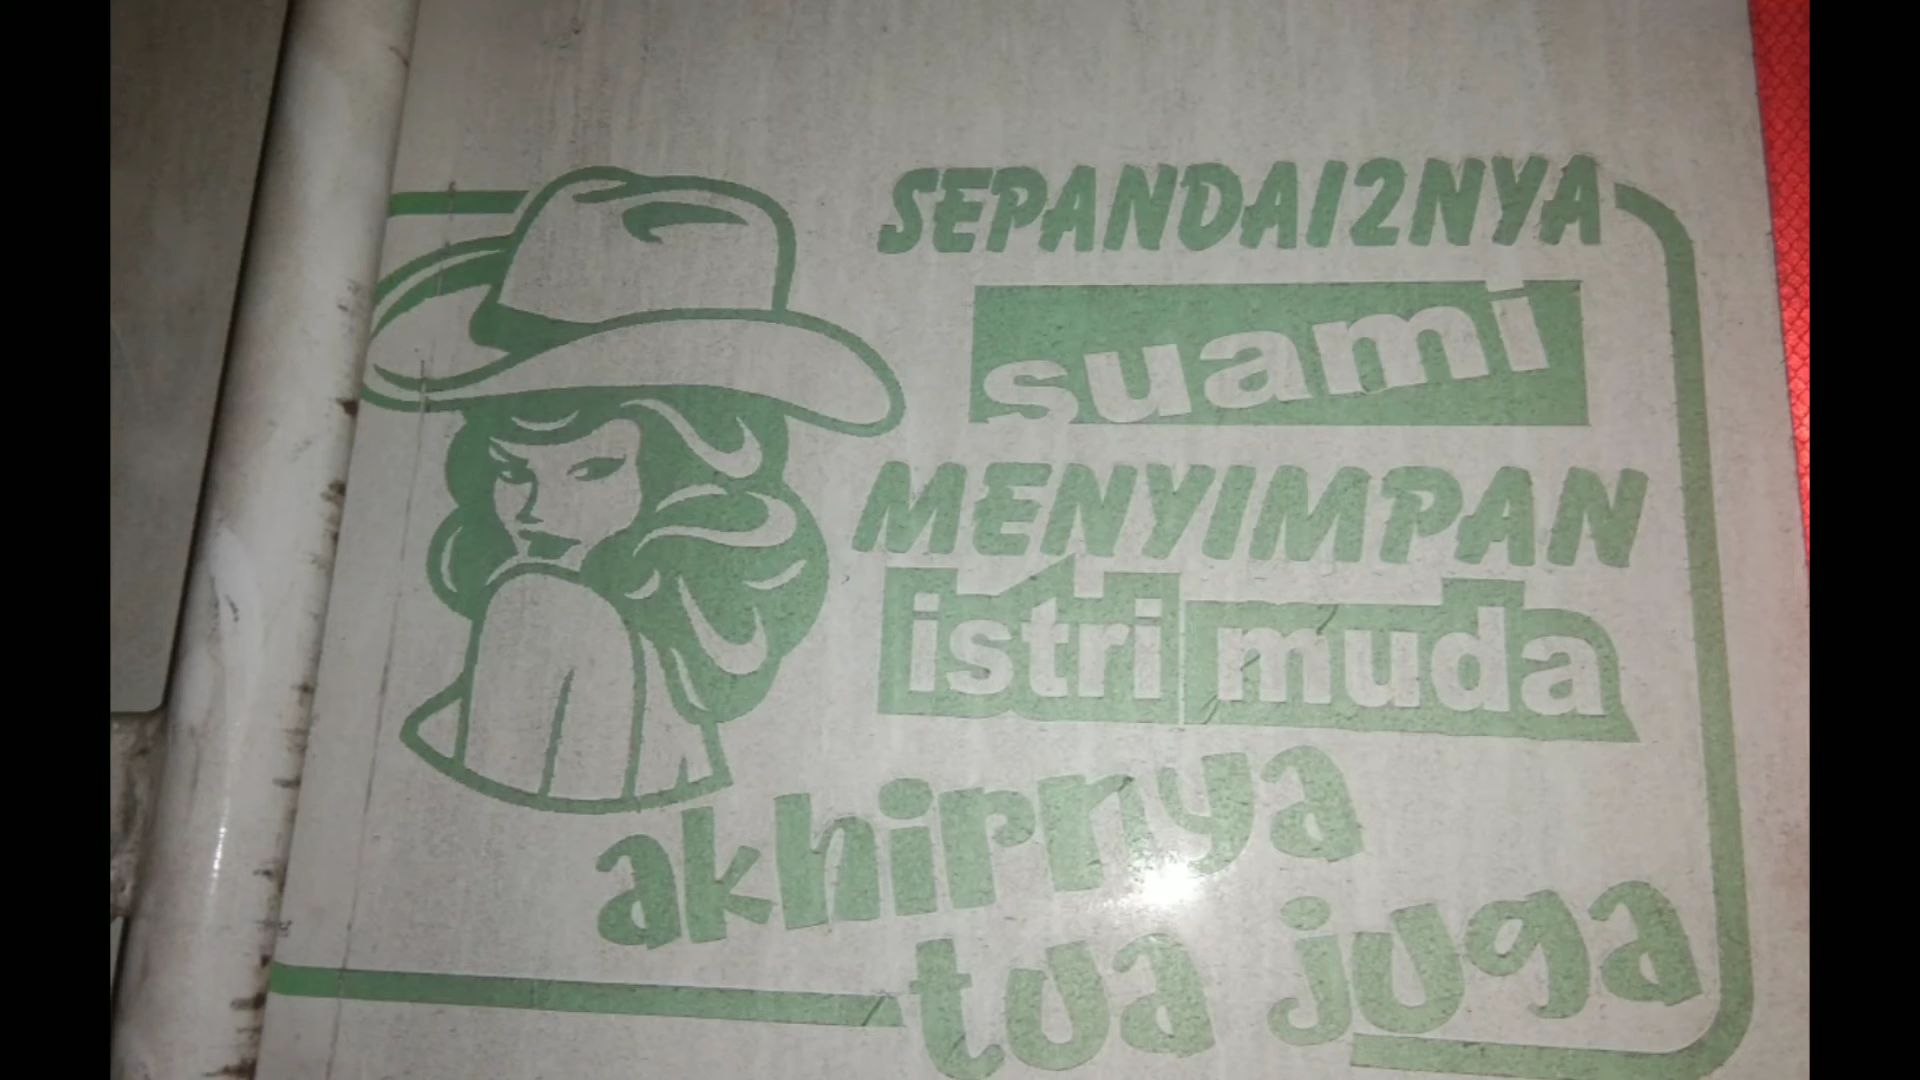 SEPANDAI2NYA
suami
MENYIMPAN
istri muda
akhirnya
tua juga